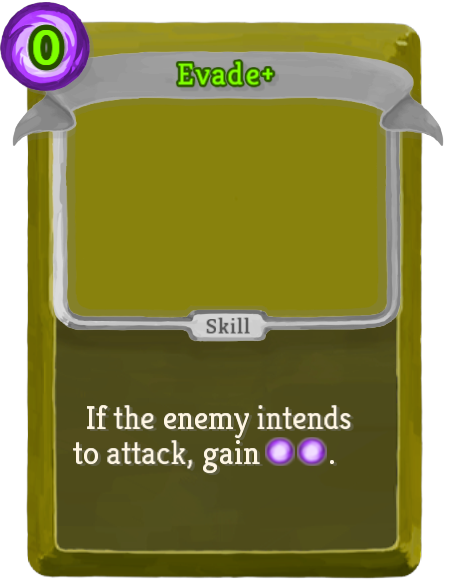 0
Evade+
Skill
If the enemy intends
to attack, gain .